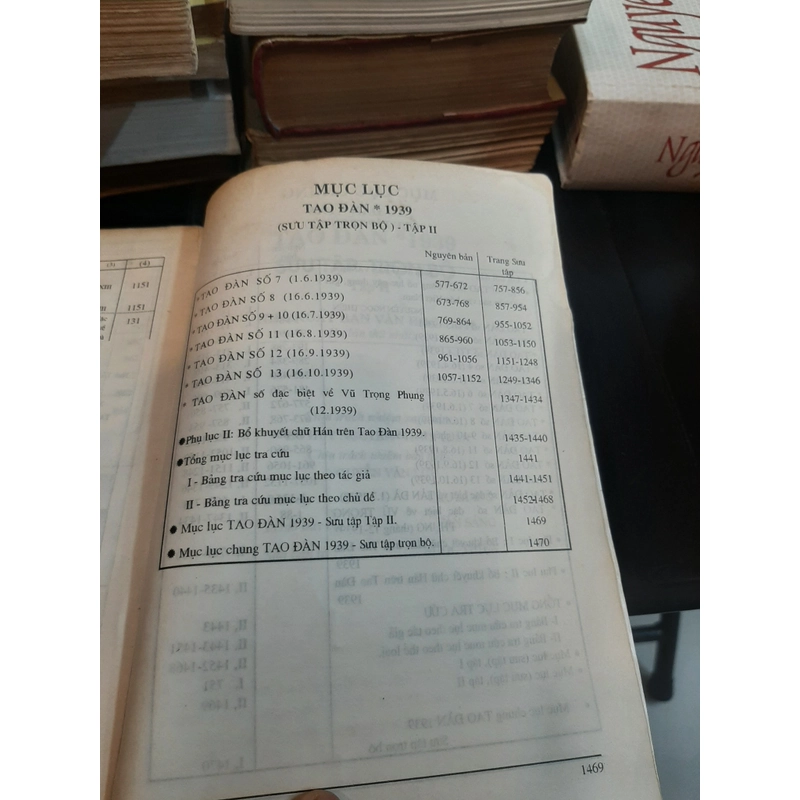 Nguye
Ngu
MỤC LỤC
TAO ĐÀN * 1939
(SƯU TẬP TRỌN BỘ ) - TẬP II
Nguyên bản Trang Sưu tập
* TAO ĐÀN SỐ 7 (1.6.1939) 577-672 757-856
* TAO ĐÀN SỐ 8 (16.6.1939) 673-768 857-954
* TAO ĐÀN SỐ 9 + 10 (16.7.1939) 769-864 955-1052
* TAO ĐÀN SỐ 11 (16.8.1939) 865-960 1053-1150
* TAO ĐÀN SỐ 12 (16.9.1939) 961-1056 1151-1248
* TAO ĐÀN SỐ 13 (16.10.1939) 1057-1152 1249-1346
* TAO ĐÀN số đặc biệt về Vũ Trọng Phụng 1347-1434
(12.1939)
● Phụ lục II: Bổ khuyết chữ Hán trên Tao Đàn 1939. 1435-1440
● Tổng mục lục tra cứu 1441
I - Bảng tra cứu mục lục theo tác giả 1441-1451
II - Bảng tra cứu mục lục theo chủ đề 1452-1468
● Mục lục TAO ĐÀN 1939 - Sưu tập Tập II. 1469
● Mục lục chung TAO ĐÀN 1939 - Sưu tập trọn bộ. 1470
1469
(3) (4)
1151
131